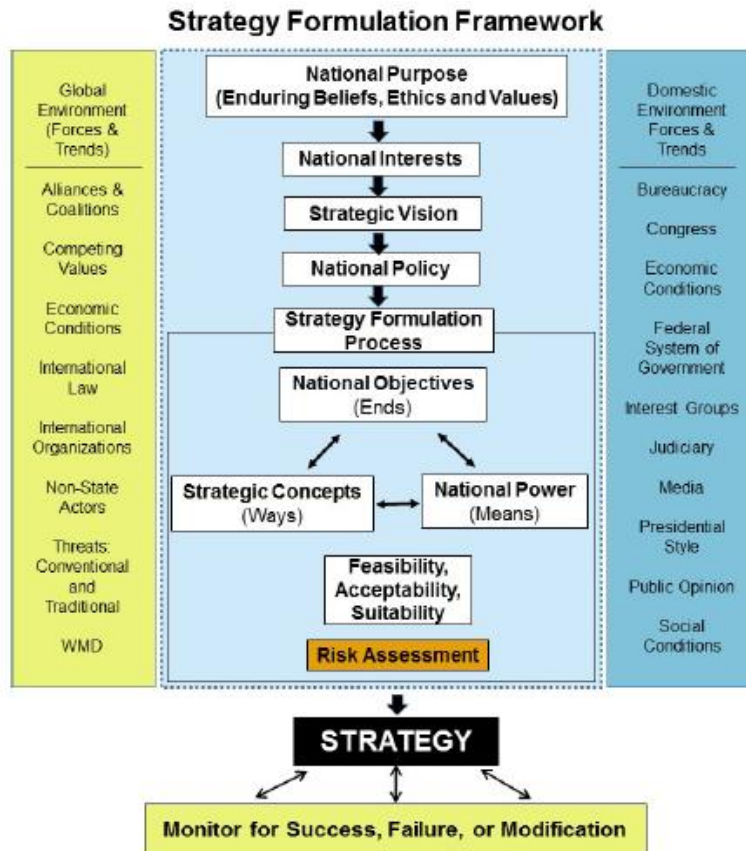 Strategy Formulation Framework
Global
Environment
(Forces &
Trends)
Alliances &
Coalitions
Competing
Values
Economic
Conditions
International
Law
International
Organizations
Non-State
Actors
Threats:
Conventional
and
Traditional
WMD
National Purpose
(Enduring Beliefs, Ethics and Values)
National Interests
Strategic Vision
National Policy
Strategy Formulation
Process
National Objectives
(Ends)
Strategic Concepts
(Ways)
National Power
(Means)
Feasibility,
Acceptability,
Suitability
Risk Assessment
Domestic
Environment
Forces &
Trends
Bureaucracy
Congress
Economic
Conditions
Federal
System of
Government
Interest Groups
Judiciary
Media
Presidential
Style
Public Opinion
Social
Conditions
STRATEGY
Monitor for Success, Failure, or Modification